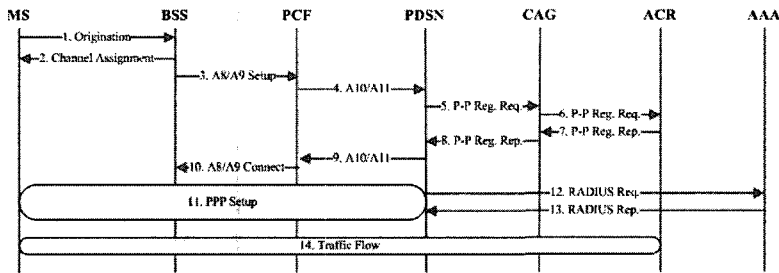 MS BSS PCF PDSN CAG ACR AAA
1. Origination
2. Channel Assignment
3. A8/A9 Setup
4. A10/A11
5. P-P Reg. Req.
6. P-P Reg. Req.
7. P-P Reg. Rep.
8. P-P Reg. Rep.
9. A10/A11
10. A8/A9 Connect
11. PPP Setup
12. RADIUS Req.
13. RADIUS Rep.
14. Traffic Flow